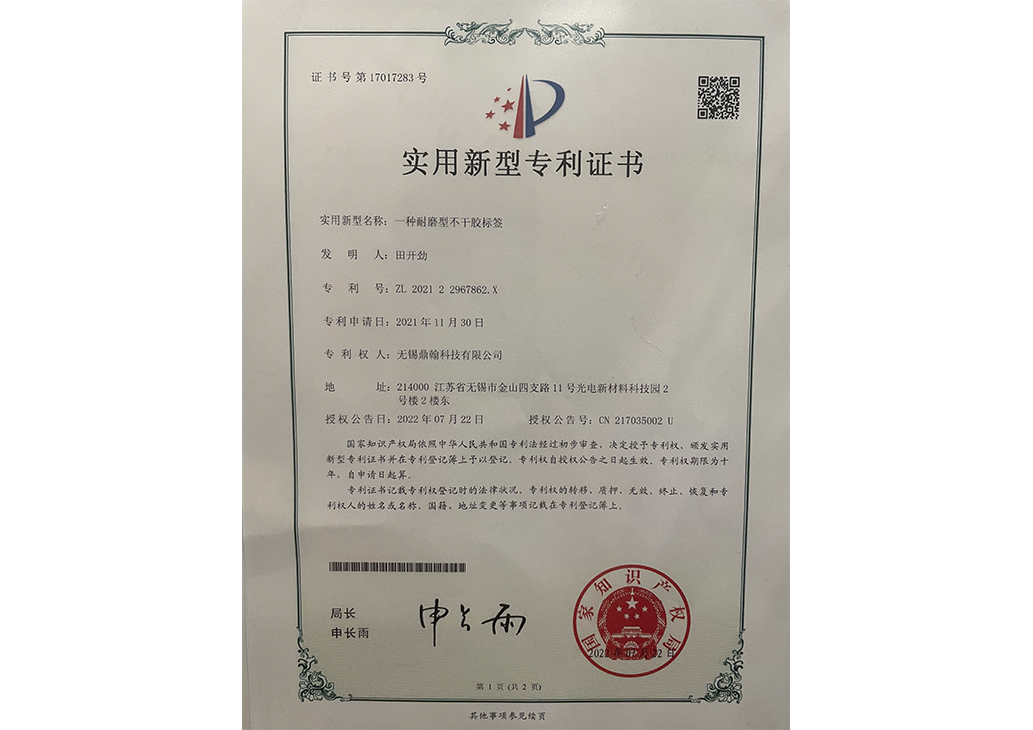 证书号第17017283号
实用新型专利证书
实用新型名称：一种耐磨型不干胶标签
发明人：田开劲
专利号：ZL 2021 2 2967862.X
专利申请日：2021年11月30日
专利权人：无锡鼎翰科技有限公司
地址：214000 江苏省无锡市金山四支路11号光电新材料科技园2
号楼2楼东
授权公告日：2022年07月22日 授权公告号：CN 217035002 U
国家知识产权局依照中华人民共和国专利法经过初步审查，决定授予专利权，颁发实用
新型专利证书并在专利登记簿上予以登记。专利权自授权公告之日起生效。专利权期限为十
年，自申请日起算。
专利证书记载专利权登记时的法律状况。专利权的转移、质押、无效、终止、恢复和专
利权人的姓名或名称、国籍、地址变更等事项记载在专利登记簿上。
局长
申长雨
申长雨
国家知识产权局
2022年07月22日
第 1 页 (共 2 页)
其他事项参见续页